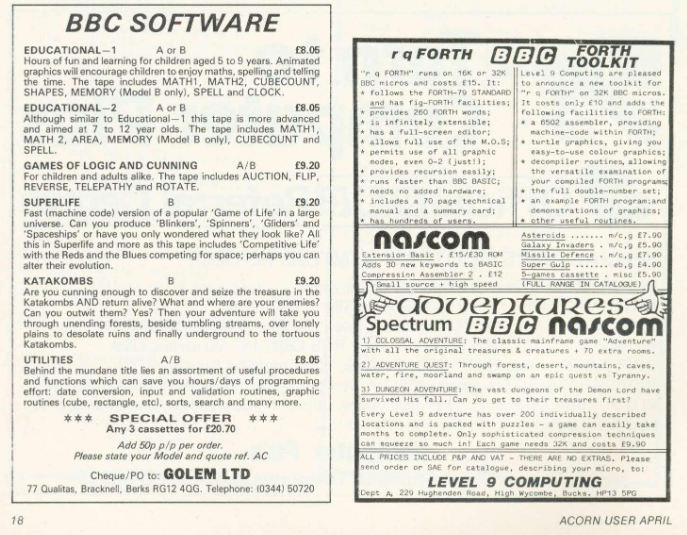 BBC SOFTWARE
EDUCATIONAL—1 A or B £8.05
Hours of fun and learning for children aged 5 to 9 years. Animated
graphics will encourage children to enjoy maths, spelling and telling
the time. The tape includes MATH1, MATH2, CUBECOUNT,
SHAPES, MEMORY (Model B only), SPELL and CLOCK.
EDUCATIONAL—2 A or B £8.05
Although similar to Educational—1 this tape is more advanced
and aimed at 7 to 12 year olds. The tape includes MATH1,
MATH 2, AREA, MEMORY (Model B only), CUBECOUNT and
SPELL.
GAMES OF LOGIC AND CUNNING A/B £9.20
For children and adults alike. The tape includes AUCTION, FLIP,
REVERSE, TELEPATHY and ROTATE.
SUPERLIFE B £9.20
Fast (machine code) version of a popular 'Game of Life' in a large
universe. Can you produce 'Blinkers', 'Spinners', 'Gliders' and
'Spaceships' or have you only wondered what they look like? All
this in Superlife and more as this tape includes 'Competitive Life'
with the Reds and the Blues competing for space; perhaps you can
alter their evolution.
KATAKOMBS B £9.20
Are you cunning enough to discover and seize the treasure in the
Katakombs AND return alive? What and where are your enemies?
Can you outwit them? Yes? Then your adventure will take you
through unending forests, beside tumbling streams, over lonely
plains to desolate ruins and finally underground to the tortuous
Katakombs.
UTILITIES A/B £8.05
Behind the mundane title lies an assortment of useful procedures
and functions which can save you hours/days of programming
effort: date conversion, input and validation routines, graphic
routines (cube, rectangle, etc), sorts, search and many more.
*** SPECIAL OFFER ***
Any 3 cassettes for £20.70
Add 50p p/p per order.
Please state your Model and quote ref. AC
Cheque/PO to: GOLEM LTD
77 Qualitas, Bracknell, Berks RG12 4QG. Telephone: (0344) 50720
r q FORTH BBC FORTH
TOOLKIT
"r q FORTH" runs on 16K or 32K
BBC micros and costs £15. It:
* follows the FORTH-79 STANDARD
and has fig-FORTH facilities;
* provides 260 FORTH words;
* is infinitely extensible;
* has a full-screen editor;
* allows full use of the M.O.S;
* permits use of all graphic
modes, even 0-2 (just!);
* provides recursion easily;
* runs faster than BBC BASIC;
* needs no added hardware;
* includes a 70 page technical
manual and a summary card;
* has hundreds of users.
Level 9 Computing are pleased
to announce a new toolkit for
"r q FORTH" on 32K BBC micros.
It costs only £10 and adds the
following facilities to FORTH:
* a 6502 assembler, providing
machine-code within FORTH;
* turtle graphics, giving you
easy-to-use colour graphics;
* decompiler routines, allowing
the versatile examination of
your compiled FORTH programs;
* the full double-number set;
* an example FORTH program;and
demonstrations of graphics;
* other useful routines.
nascom
Extension Basic . £15/£30 ROM
Adds 30 new keywords to BASIC
Compression Assembler 2 . £12
Small source + high speed
Asteroids ....... m/c,g £7.90
Galaxy Invaders . m/c,g £5.90
Missile Defence . m/c,g £7.90
Super Gulp ...... eb,g £4.90
5-games cassette . misc £5.90
(FULL RANGE IN CATALOGUE)
adventures
Spectrum BBC nascom
1) COLOSSAL ADVENTURE: The classic mainframe game "Adventure"
with all the original treasures & creatures + 70 extra rooms.
2) ADVENTURE QUEST: Through forest, desert, mountains, caves,
water, fire, moorland and swamp on an epic quest vs Tyranny.
3) DUNGEON ADVENTURE: The vast dungeons of the Demon Lord have
survived His fall. Can you get to their treasures first?
Every Level 9 adventure has over 200 individually described
locations and is packed with puzzles - a game can easily take
months to complete. Only sophisticated compression techniques
can squeeze so much in! Each game needs 32K and costs £9.90
ALL PRICES INCLUDE P&P AND VAT - THERE ARE NO EXTRAS. Please
send order or SAE for catalogue, describing your micro, to:
LEVEL 9 COMPUTING
Dept A, 229 Hughenden Road, High Wycombe, Bucks. HP13 5PG
18
ACORN USER APRIL